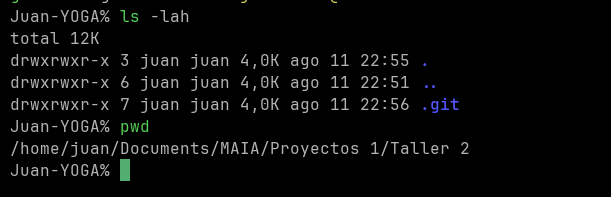 Juan-YOGA% ls -lah
total 12K
drwxrwxr-x 3 juan juan 4,0K ago 11 22:55 .
drwxrwxr-x 6 juan juan 4,0K ago 11 22:51 ..
drwxrwxr-x 7 juan juan 4,0K ago 11 22:56 .git
Juan-YOGA% pwd
/home/juan/Documents/MAIA/Proyectos 1/Taller 2
Juan-YOGA%